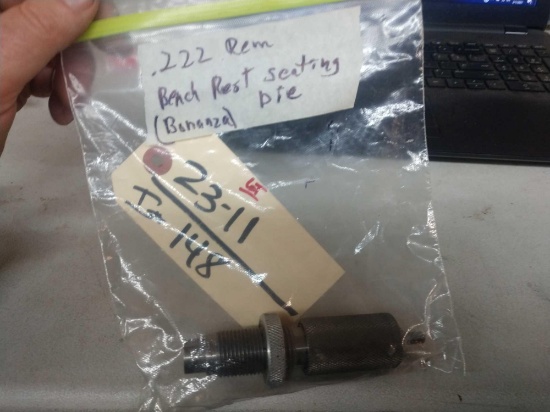 .222 Rem
Bench Rest seating
(Bonanza) Die
23-11
148